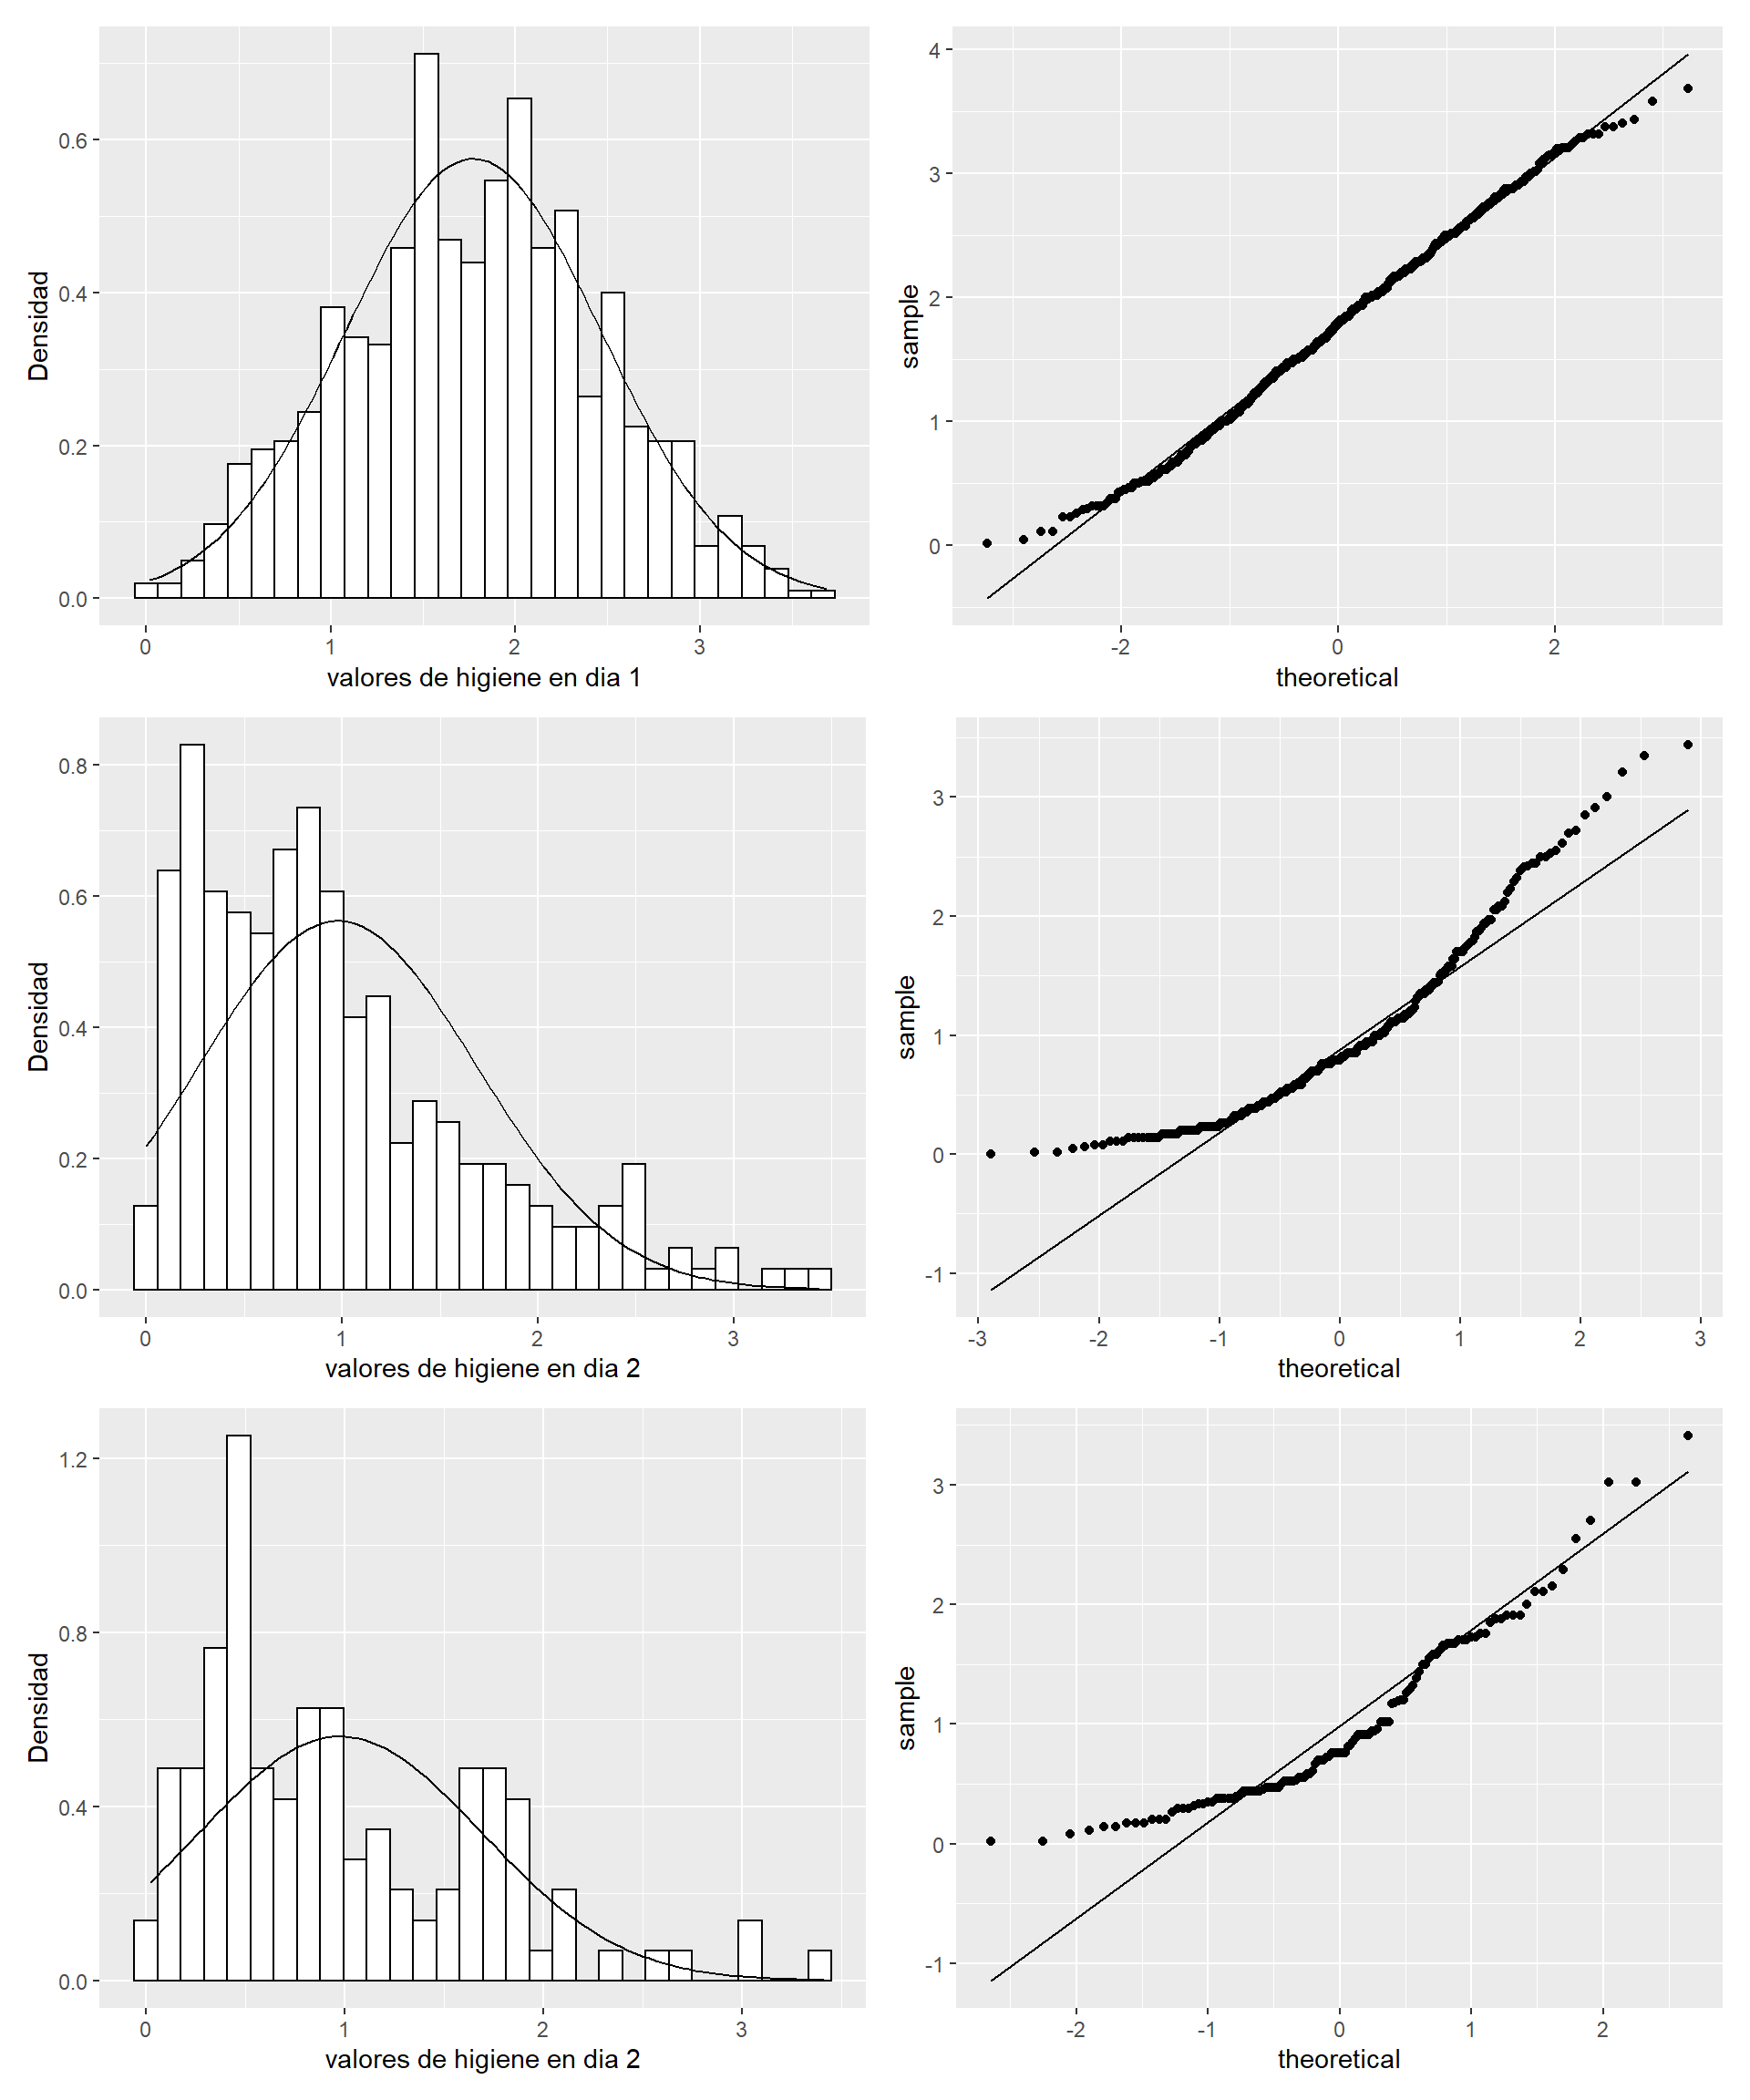 Densidad
0.6
0.4
0.2
0.0
0 1 2 3
valores de higiene en dia 1
sample
4
3
2
1
0
-2 0 2
theoretical
Densidad
0.8
0.6
0.4
0.2
0.0
0 1 2 3
valores de higiene en dia 2
sample
3
2
1
0
-1
-3 -2 -1 0 1 2 3
theoretical
Densidad
1.2
0.8
0.4
0.0
0 1 2 3
valores de higiene en dia 2
sample
3
2
1
0
-1
-2 -1 0 1 2
theoretical